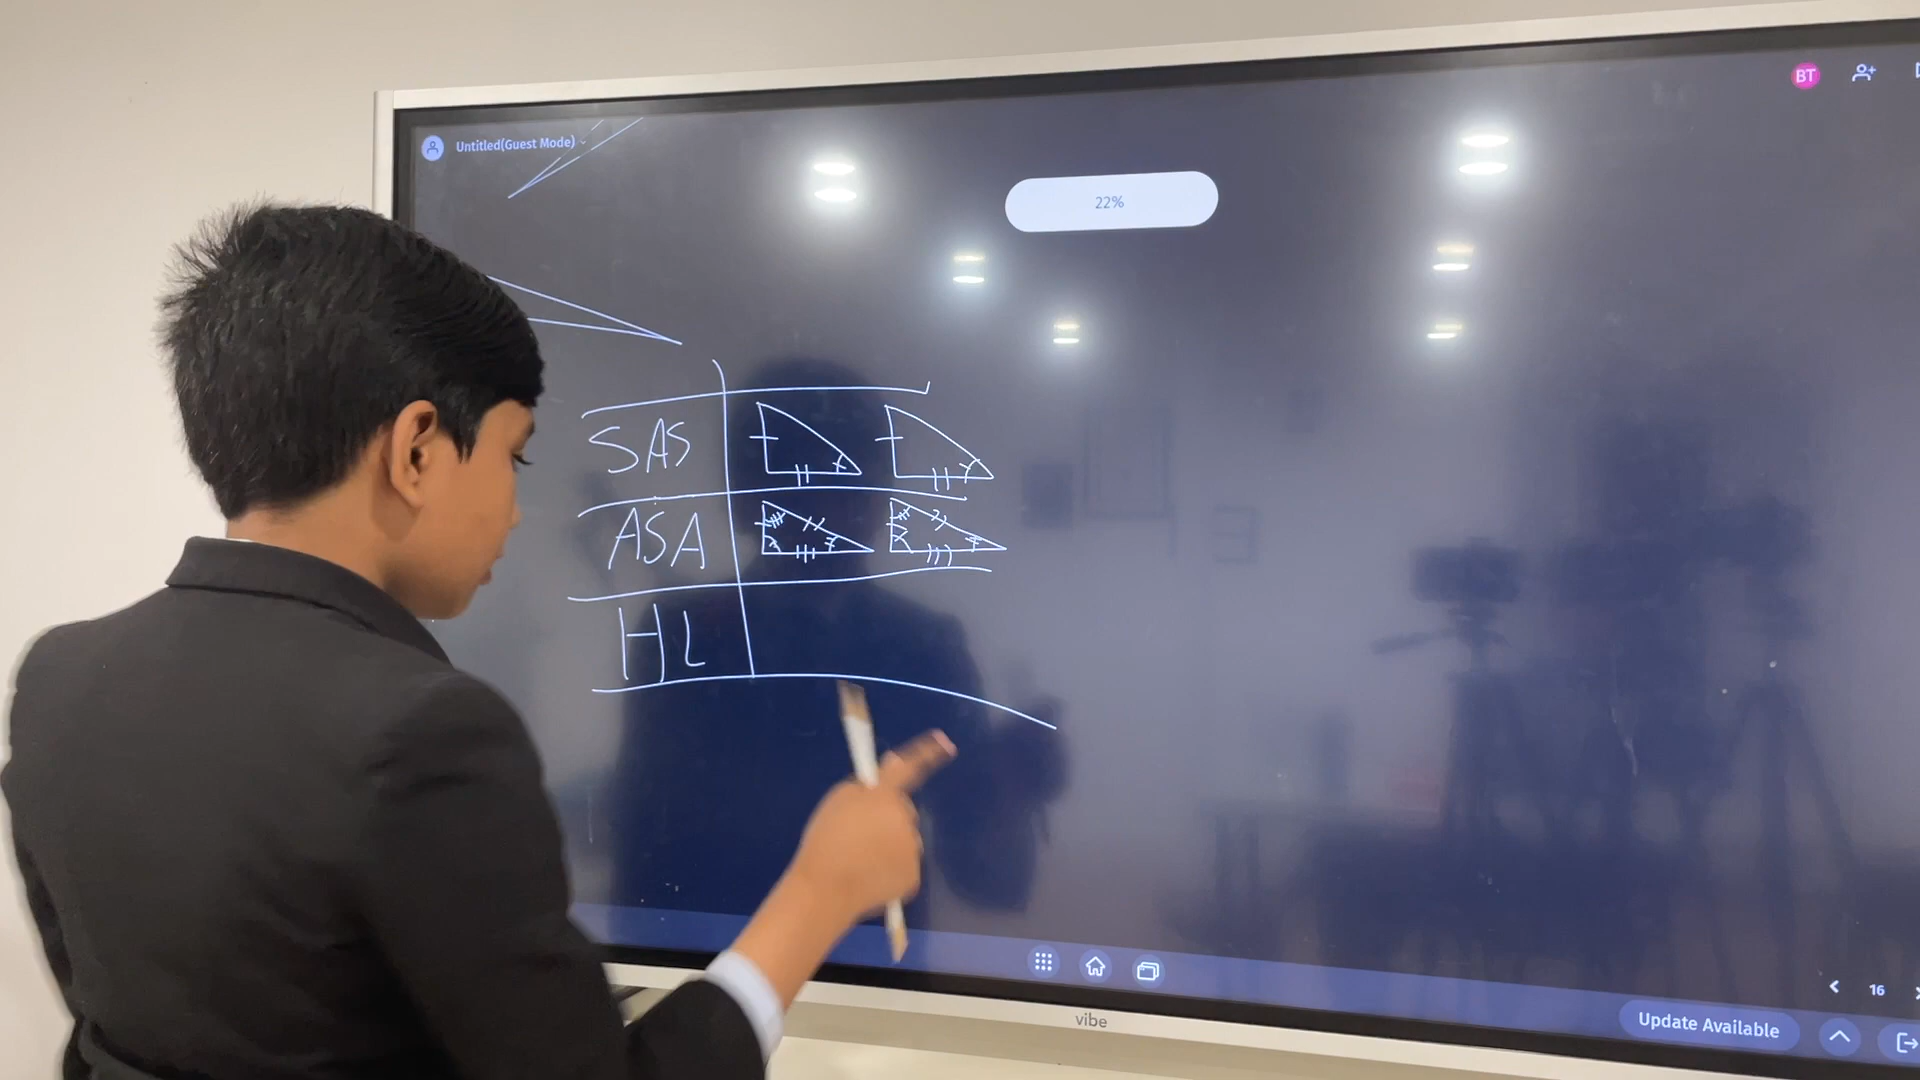 BT
Untitled(Guest Mode)
22%
SAS
ASA
HL
16
Update Available
vibe